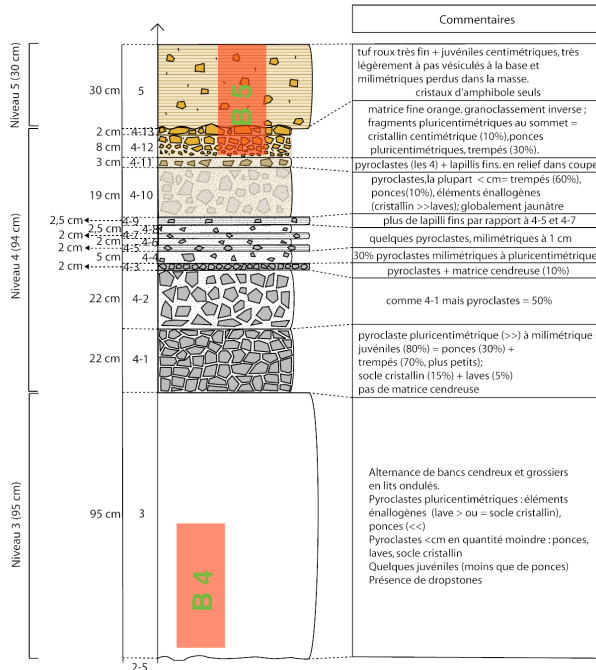 Commentaires
Niveau 5 (30 cm)
30 cm
5
B 5
tuf roux très fin + juvéniles centimétriques, très
légèrement à pas vésiculés à la base et
milimétriques perdus dans la masse.
cristaux d'amphibole seuls
Niveau 4 (94 cm)
2 cm
4-13
8 cm
4-12
matrice fine orange. granoclassement inverse ;
fragments pluricentimétriques au sommet =
cristallin centimétrique (10%),ponces
pluricentimétriques, trempés (30%).
3 cm
4-11
pyroclastes (les 4) + lapillis fins. en relief dans coupe
19 cm
4-10
pyroclastes,la plupart < cm= trempés (60%),
ponces(10%), éléments énallogènes
(cristallin >>laves); globalement jaunâtre
2,5 cm
4-9
plus de lapilli fins par rapport à 4-5 et 4-7
2,5 cm
4-8
2 cm
4-7
2 cm
4-6
quelques pyroclastes, milimétriques à 1 cm
2 cm
4-5
5 cm
4-4
30% pyroclastes milimétriques à pluricentimétrique
2 cm
4-3
pyroclastes + matrice cendreuse (10%)
22 cm
4-2
comme 4-1 mais pyroclastes = 50%
22 cm
4-1
pyroclaste pluricentimétrique (>>) à milimétrique :
juvéniles (80%) = ponces (30%) +
trempés (70%, plus petits);
socle cristallin (15%) + laves (5%)
pas de matrice cendreuse
Niveau 3 (95 cm)
95 cm
3
B 4
Alternance de bancs cendreux et grossiers
en lits ondulés.
Pyroclastes pluricentimétriques : éléments
énallogènes (lave > ou = socle cristallin),
ponces (<<)
Pyroclastes <cm en quantité moindre : ponces,
laves, socle cristallin
Quelques juvéniles (moins que de ponces)
Présence de dropstones
2-5